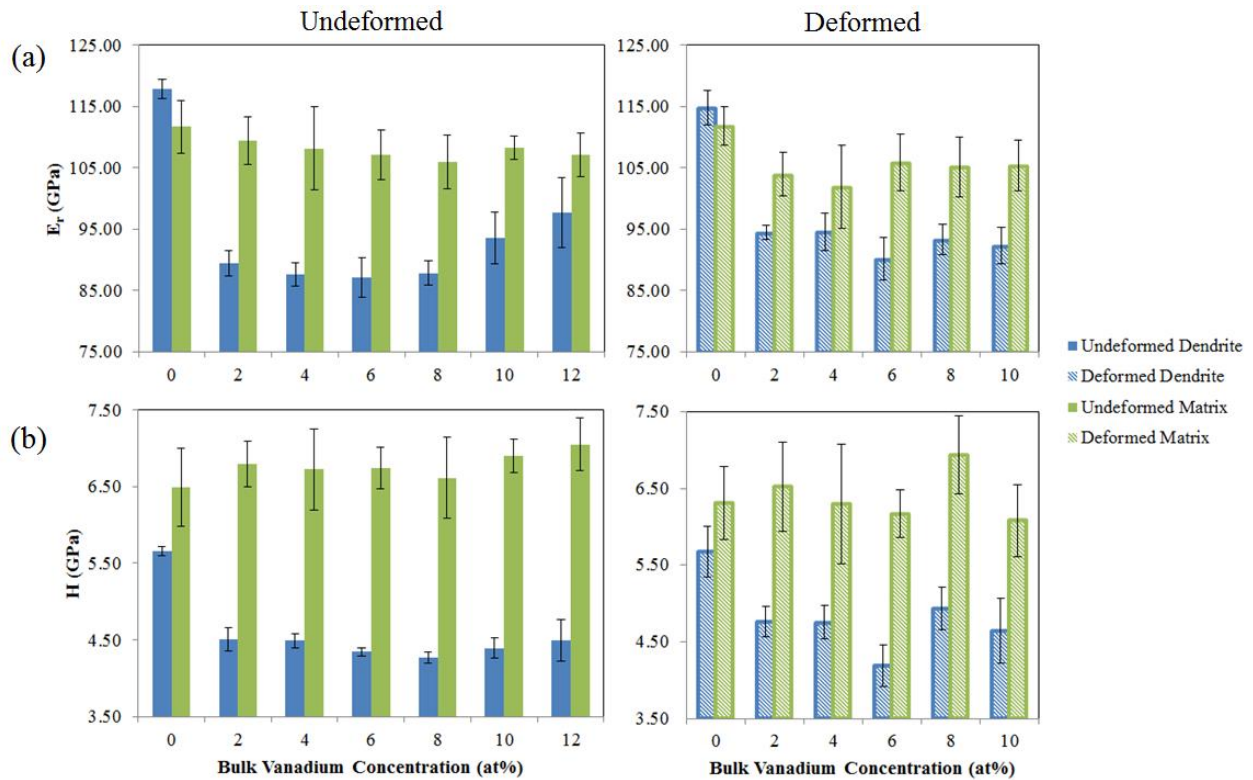 Undeformed
Deformed
(a)
125.00
115.00
105.00
95.00
85.00
75.00
E_r (GPa)
0 2 4 6 8 10 12
125.00
115.00
105.00
95.00
85.00
75.00
0 2 4 6 8 10
Undeformed Dendrite
Deformed Dendrite
Undeformed Matrix
Deformed Matrix
(b)
7.50
6.50
5.50
4.50
3.50
H (GPa)
0 2 4 6 8 10 12
Bulk Vanadium Concentration (at%)
7.50
6.50
5.50
4.50
3.50
0 2 4 6 8 10
Bulk Vanadium Concentration (at%)